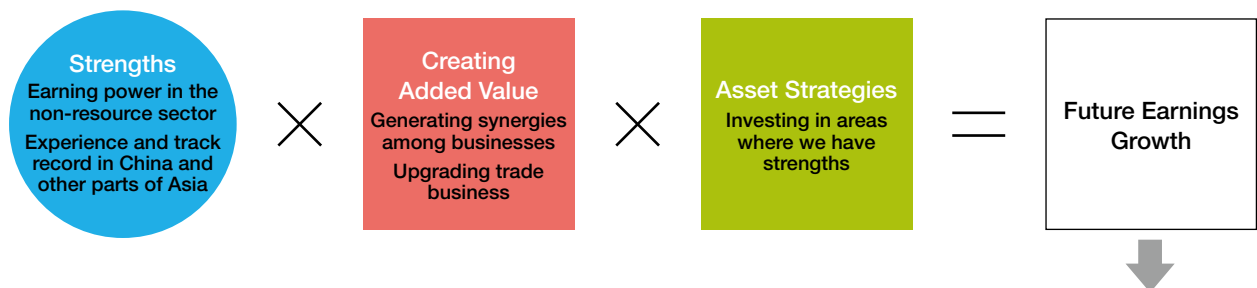 Strengths
Earning power in the
non-resource sector
Experience and track
record in China and
other parts of Asia
×
Creating
Added Value
Generating synergies
among businesses
Upgrading trade
business
×
Asset Strategies
Investing in areas
where we have
strengths
=
Future Earnings
Growth